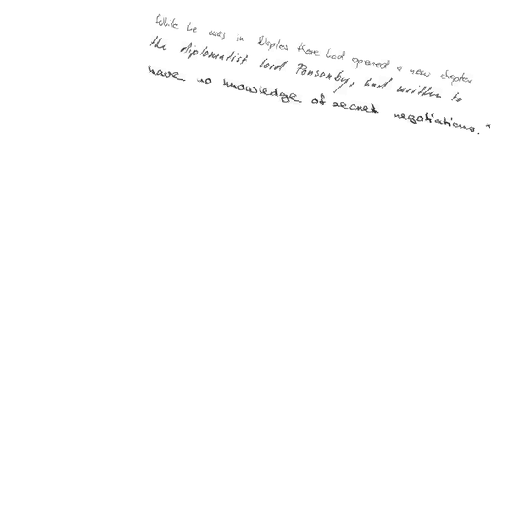 While he was in Naples there had opened a new chapter
the diplomatist Lord Ponsonby, had written to
have no knowledge of secret negotiations."